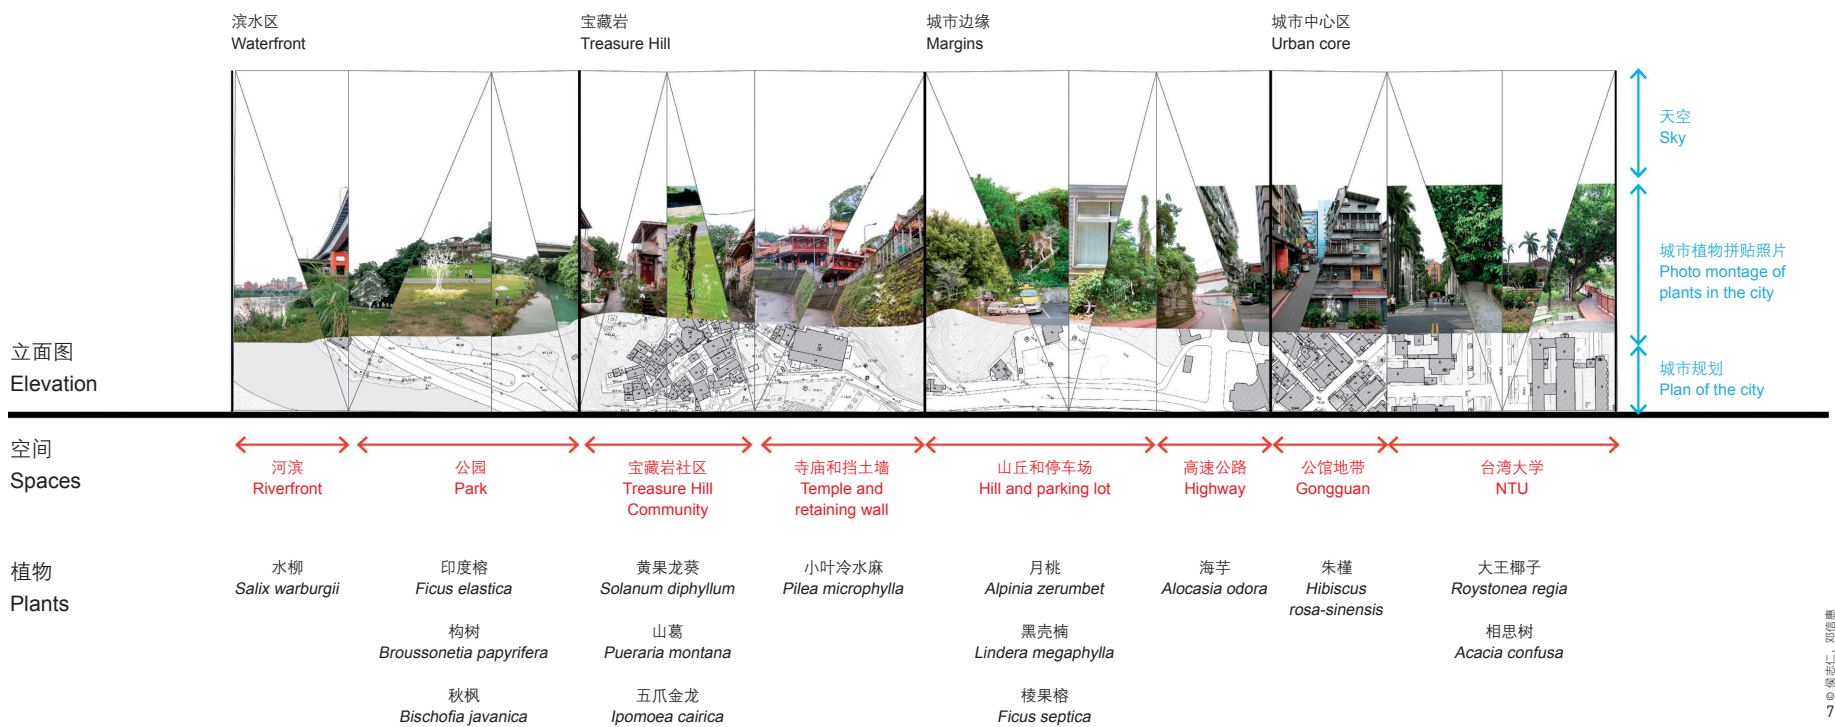 滨水区
Waterfront
宝藏岩
Treasure Hill
城市边缘
Margins
城市中心区
Urban core
天空
Sky
城市植物拼贴照片
Photo montage of
plants in the city
城市规划
Plan of the city
立面图
Elevation
空间
Spaces
河滨
Riverfront
公园
Park
宝藏岩社区
Treasure Hill
Community
寺庙和挡土墙
Temple and
retaining wall
山丘和停车场
Hill and parking lot
高速公路
Highway
公馆地带
Gongguan
台湾大学
NTU
植物
Plants
水柳
Salix warburgii
印度榕
Ficus elastica
黄果龙葵
Solanum diphyllum
小叶冷水麻
Pilea microphylla
月桃
Alpinia zerumbet
海芋
Alocasia odora
朱槿
Hibiscus
rosa-sinensis
大王椰子
Roystonea regia
构树
Broussonetia papyrifera
山葛
Pueraria montana
黑壳楠
Lindera megaphylla
相思树
Acacia confusa
秋枫
Bischofia javanica
五爪金龙
Ipomoea cairica
棱果榕
Ficus septica
© 侯志仁，邓信惠
7